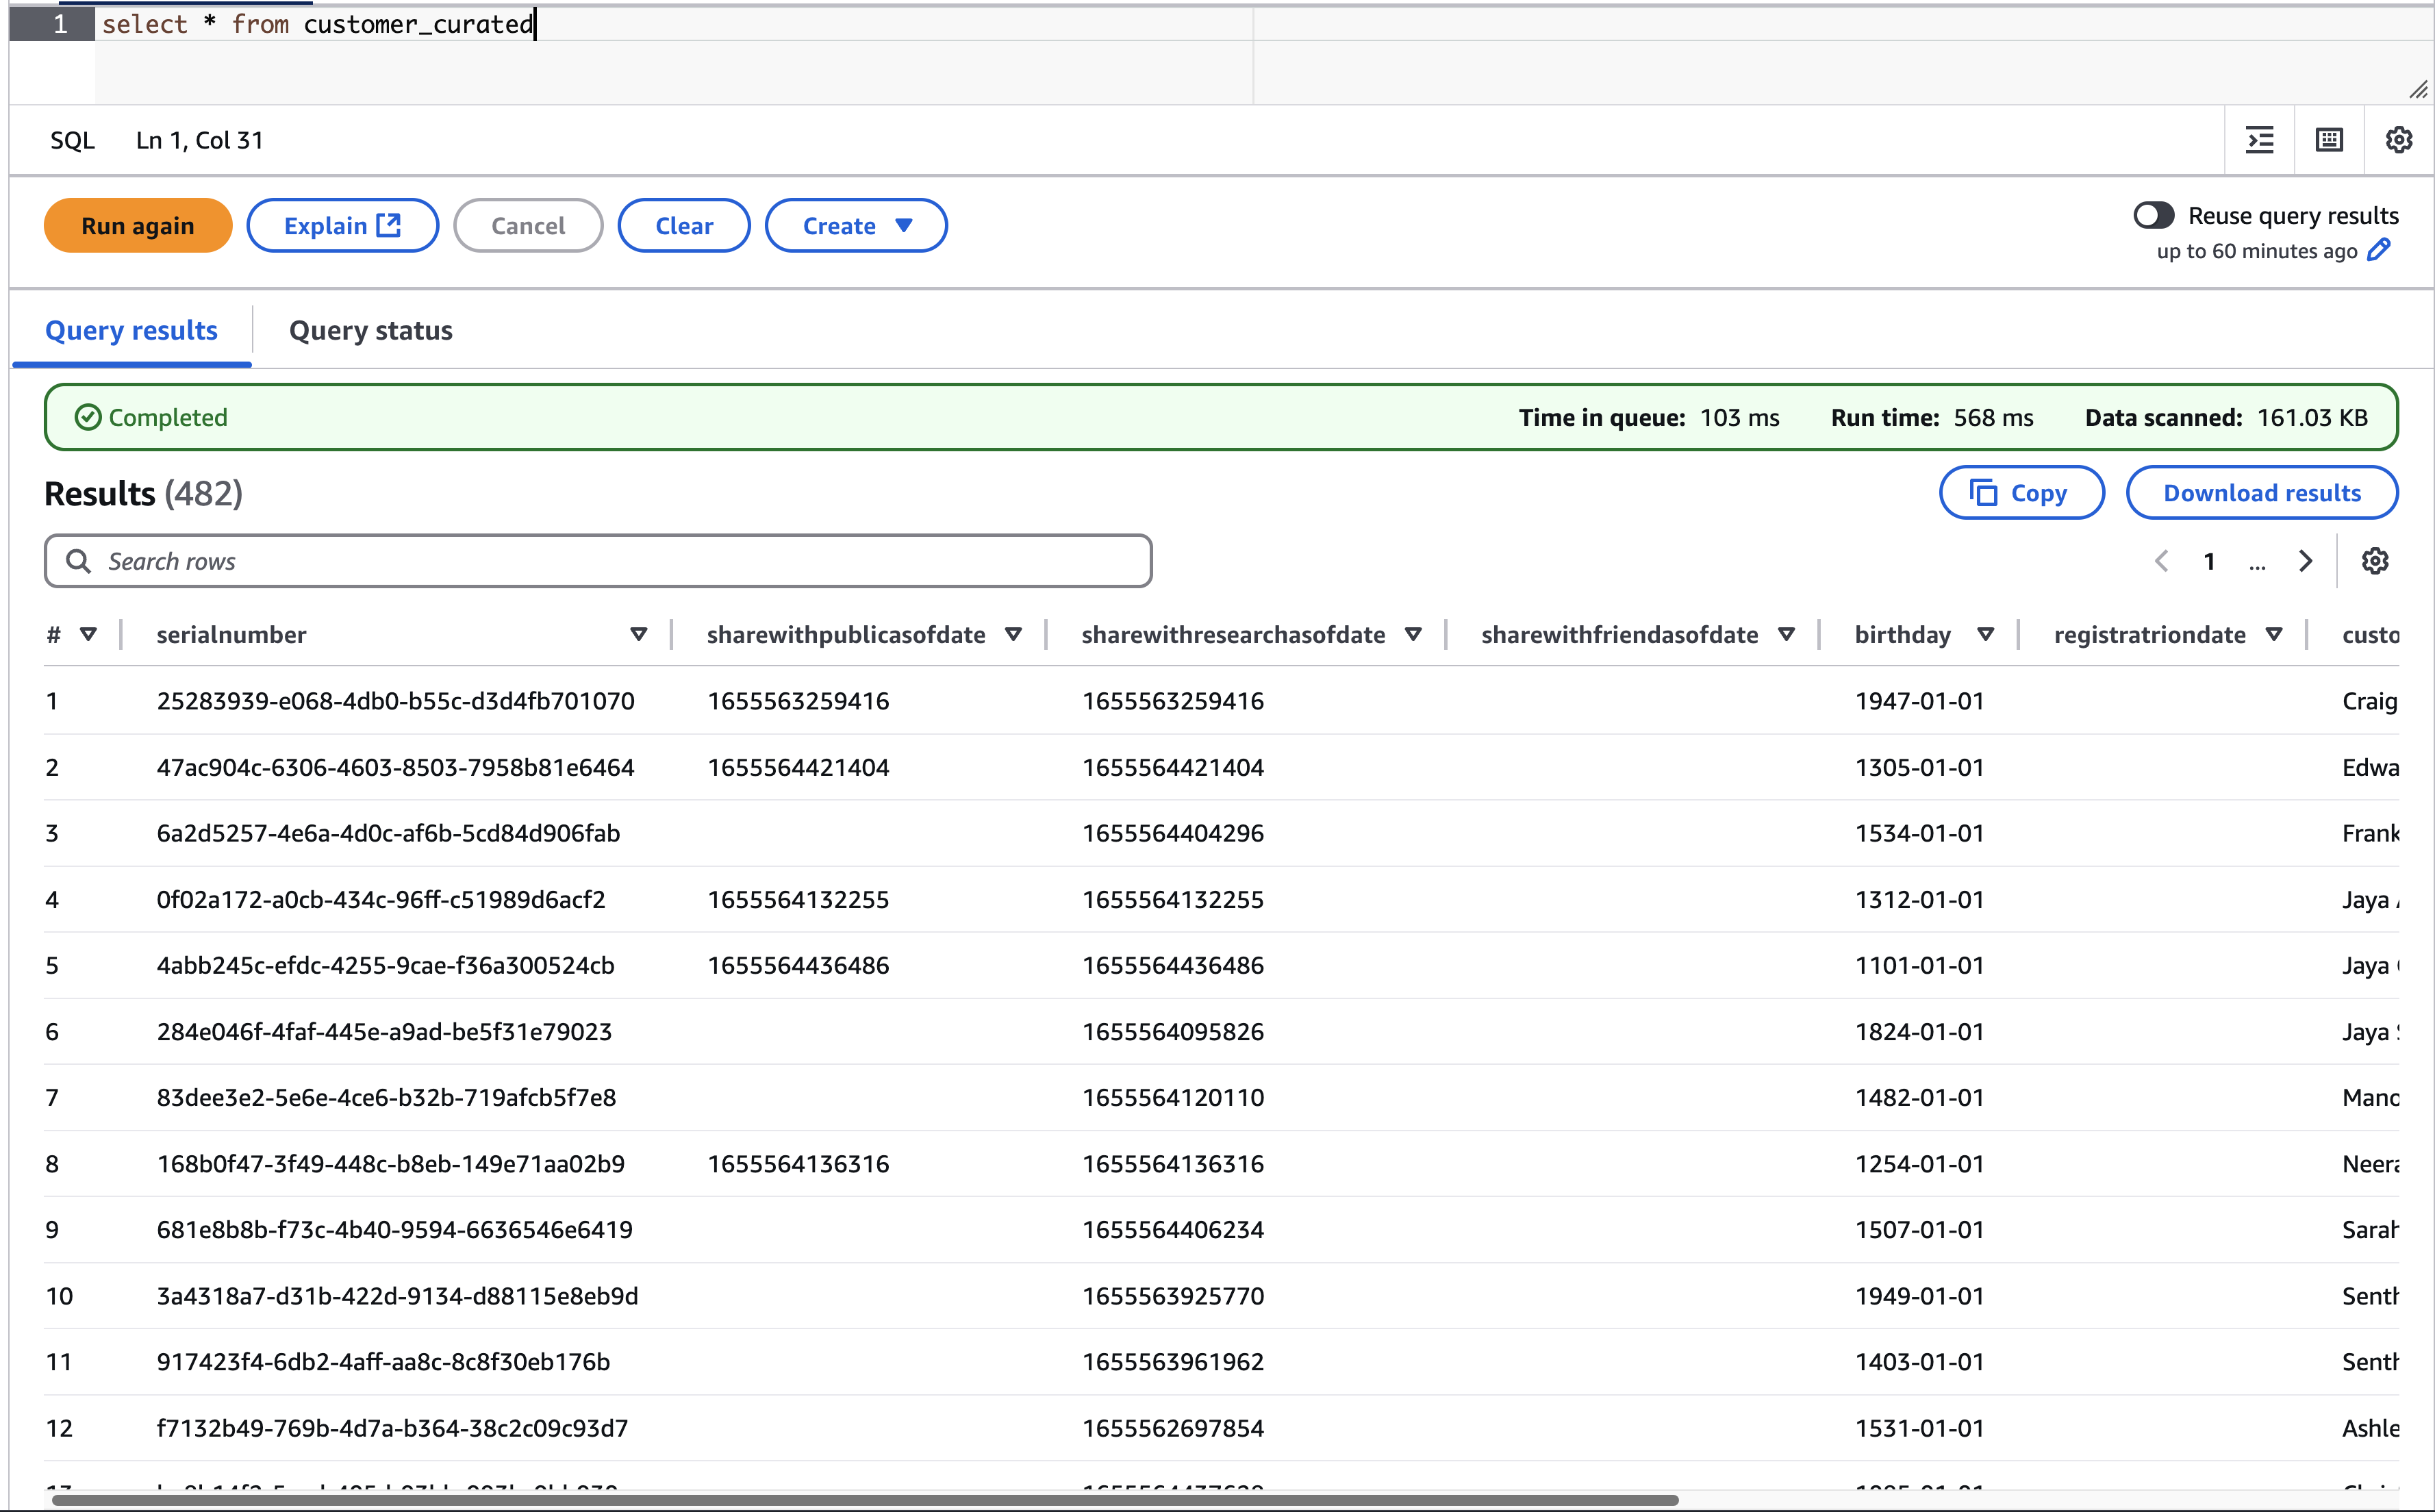 1 select * from customer_curated
SQL Ln 1, Col 31
Run again Explain Cancel Clear Create Reuse query results
up to 60 minutes ago
Query results Query status
Completed Time in queue: 103 ms Run time: 568 ms Data scanned: 161.03 KB
Results (482) Copy Download results
Search rows 1 ...
# serialnumber sharewithpublicasofdate sharewithresearchasofdate sharewithfriendasofdate birthday registratriondate custo
1 25283939-e068-4db0-b55c-d3d4fb701070 1655563259416 1655563259416 1947-01-01 Craig
2 47ac904c-6306-4603-8503-7958b81e6464 1655564421404 1655564421404 1305-01-01 Edwa
3 6a2d5257-4e6a-4d0c-af6b-5cd84d906fab 1655564404296 1534-01-01 Frank
4 0f02a172-a0cb-434c-96ff-c51989d6acf2 1655564132255 1655564132255 1312-01-01 Jaya
5 4abb245c-efdc-4255-9cae-f36a300524cb 1655564436486 1655564436486 1101-01-01 Jaya
6 284e046f-4faf-445e-a9ad-be5f31e79023 1655564095826 1824-01-01 Jaya
7 83dee3e2-5e6e-4ce6-b32b-719afcb5f7e8 1655564120110 1482-01-01 Mano
8 168b0f47-3f49-448c-b8eb-149e71aa02b9 1655564136316 1655564136316 1254-01-01 Neera
9 681e8b8b-f73c-4b40-9594-6636546e6419 1655564406234 1507-01-01 Sarah
10 3a4318a7-d31b-422d-9134-d88115e8eb9d 1655563925770 1949-01-01 Senth
11 917423f4-6db2-4aff-aa8c-8c8f30eb176b 1655563961962 1403-01-01 Senth
12 f7132b49-769b-4d7a-b364-38c2c09c93d7 1655562697854 1531-01-01 Ashle